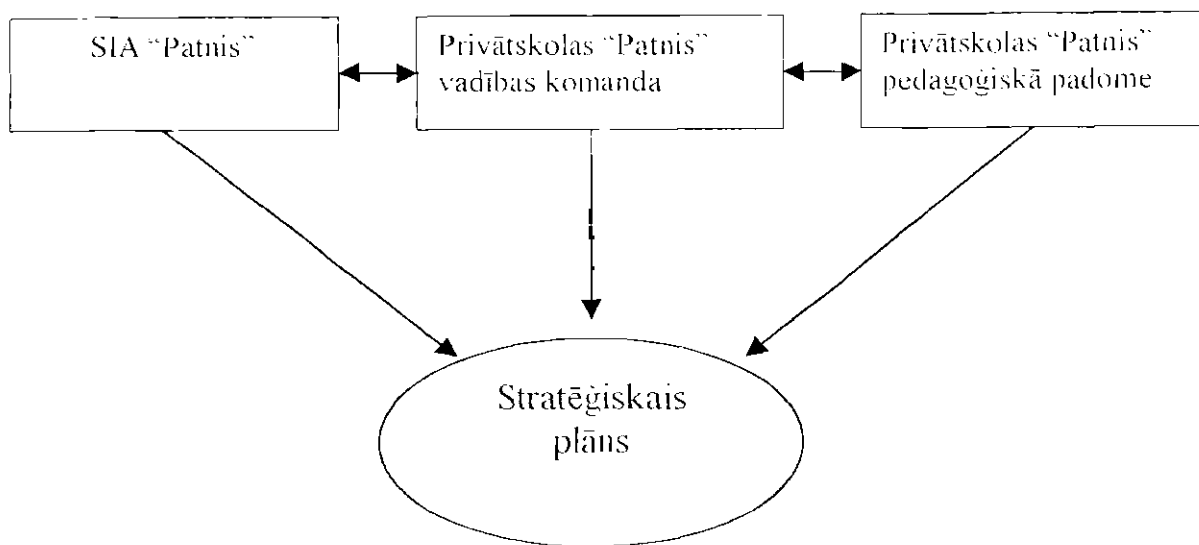 SIA “Patnis”
Privātskolas “Patnis”
vadības komanda
Privātskolas “Patnis”
pedagoģiskā padome
Stratēģiskais
plāns